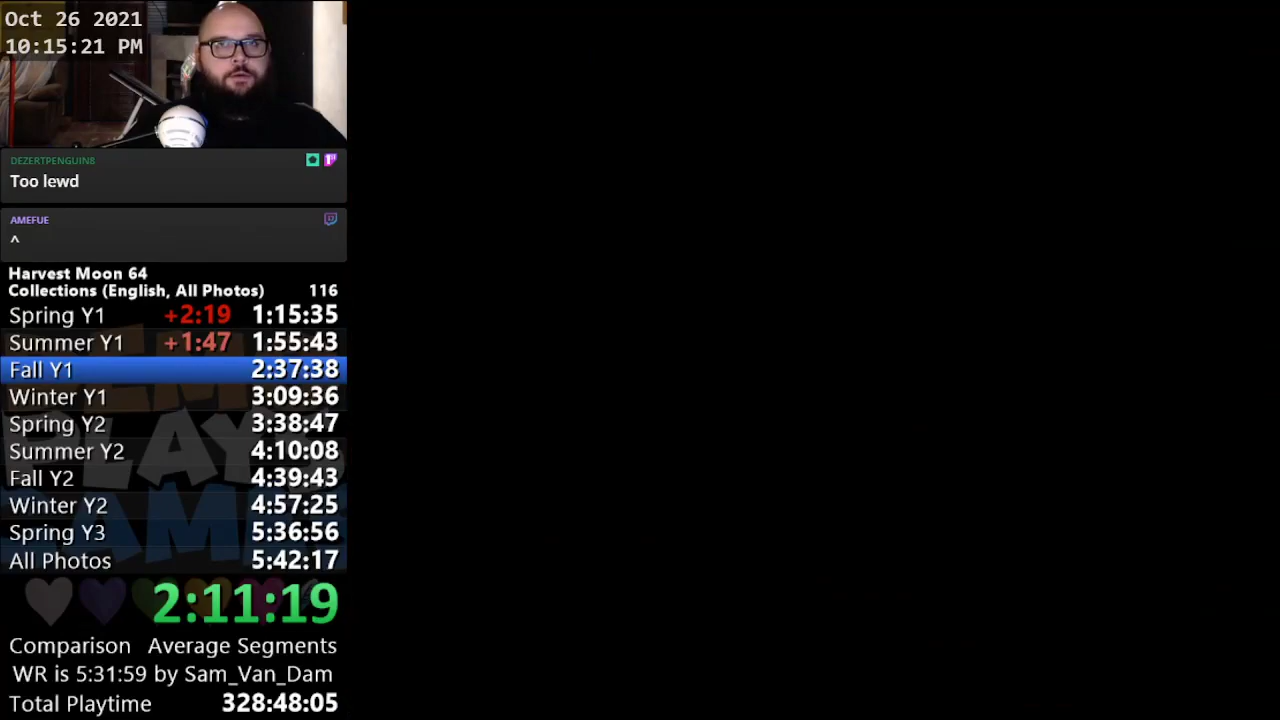 Oct 26 2021
10:15:21 PM
DEZERTPENGUIN8
Too lewd
AMEFUE
^
Harvest Moon 64
Collections (English, All Photos) 116
Spring Y1 +2:19 1:15:35
Summer Y1 +1:47 1:55:43
Fall Y1 2:37:38
Winter Y1 3:09:36
Spring Y2 3:38:47
Summer Y2 4:10:08
Fall Y2 4:39:43
Winter Y2 4:57:25
Spring Y3 5:36:56
All Photos 5:42:17
2:11:19
Comparison Average Segments
WR is 5:31:59 by Sam_Van_Dam
Total Playtime 328:48:05